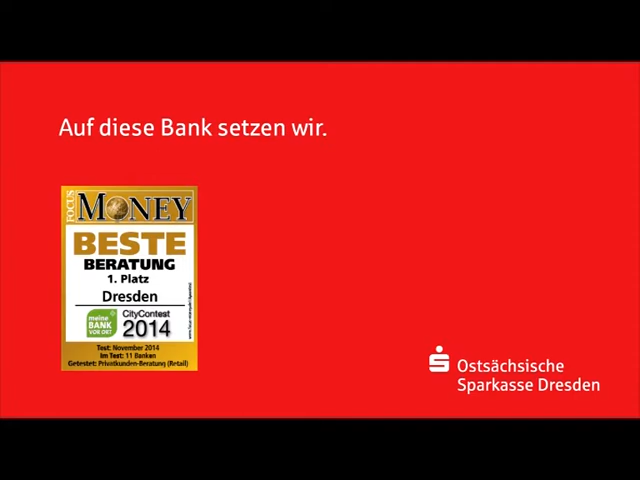 Auf diese Bank setzen wir.
FOCUS
MONEY
BESTE
BERATUNG
1. Platz
Dresden
meine
BANK
VOR ORT
CityContest
2014
Test: November 2014
Im Test: 11 Banken
Getestet: Privatkunden-Beratung (Retail)
Ostsächsische
Sparkasse Dresden